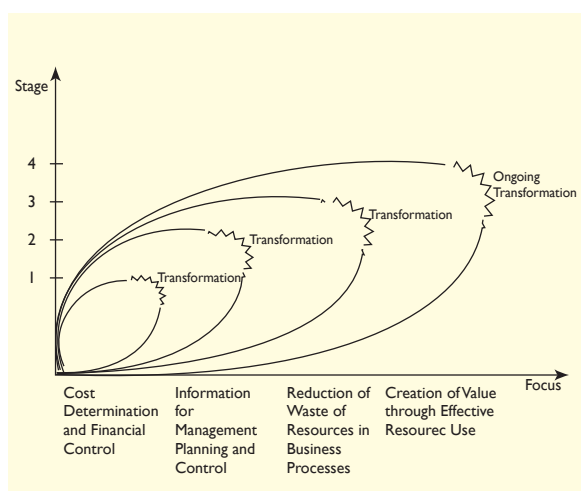 Stage
4
3
2
1
Ongoing
Transformation
Transformation
Transformation
Transformation
Focus
Cost
Determination
and Financial
Control
Information
for
Management
Planning and
Control
Reduction of
Waste of
Resources in
Business
Processes
Creation of Value
through Effective
Resourec Use